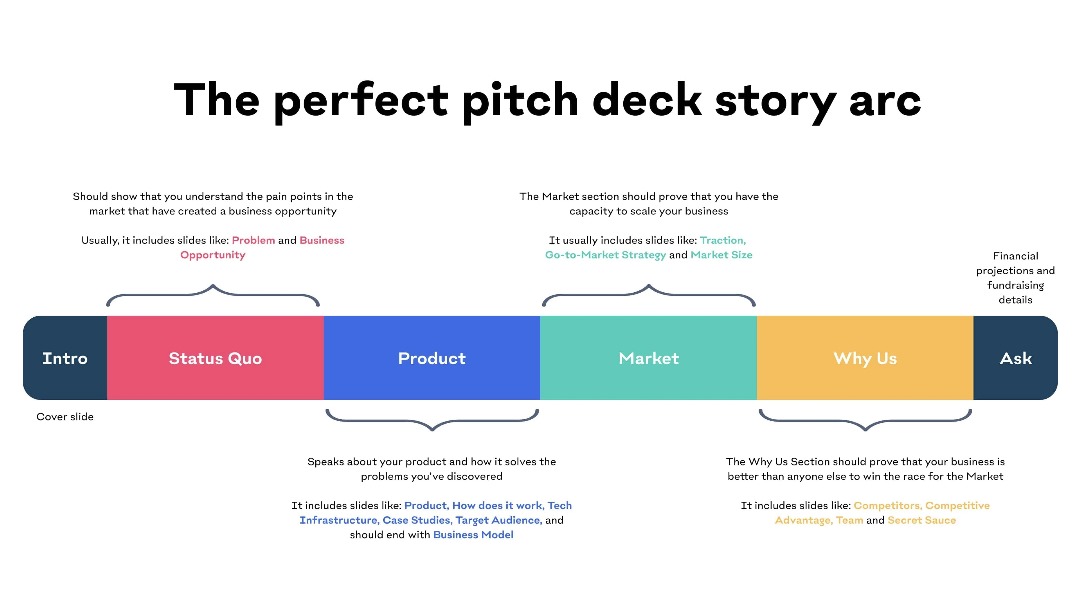 The perfect pitch deck story arc
Should show that you understand the pain points in the
market that have created a business opportunity
Usually, it includes slides like: Problem and Business
Opportunity
The Market section should prove that you have the
capacity to scale your business
It usually includes slides like: Traction,
Go-to-Market Strategy and Market Size
Financial
projections and
fundraising
details
Intro
Status Quo
Product
Market
Why Us
Ask
Cover slide
Speaks about your product and how it solves the
problems you've discovered
It includes slides like: Product, How does it work, Tech
Infrastructure, Case Studies, Target Audience, and
should end with Business Model
The Why Us Section should prove that your business is
better than anyone else to win the race for the Market
It includes slides like: Competitors, Competitive
Advantage, Team and Secret Sauce